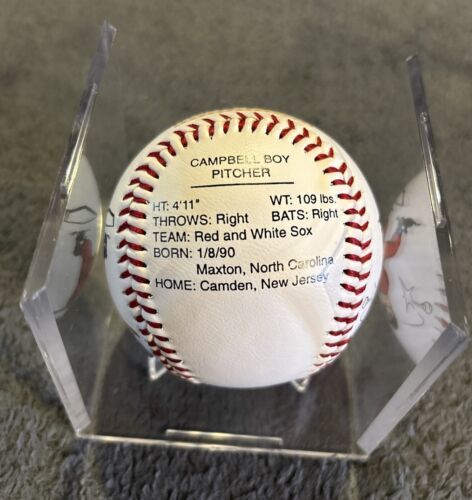 CAMPBELL BOY
PITCHER
HT: 4'11" WT: 109 lbs.
THROWS: Right BATS: Right
TEAM: Red and White Sox
BORN: 1/8/90
Maxton, North Carolina
HOME: Camden, New Jersey